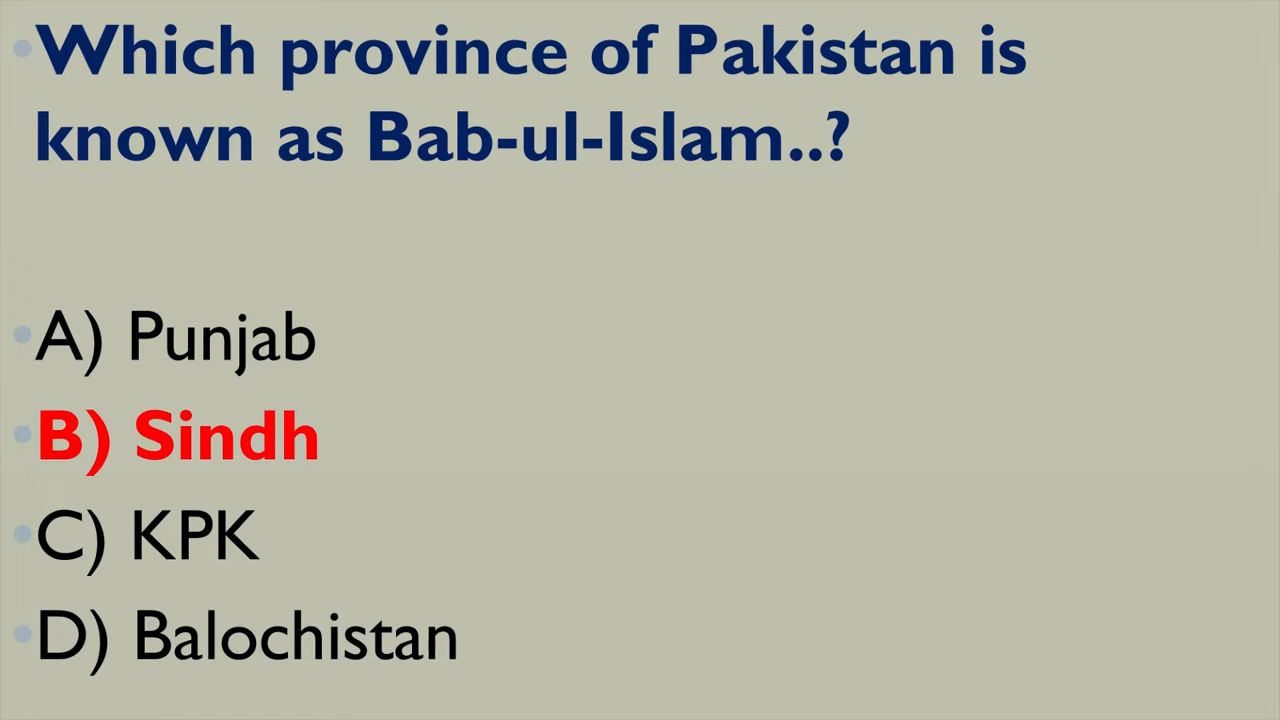 •Which province of Pakistan is
known as Bab-ul-Islam..?
•A) Punjab
•B) Sindh
•C) KPK
•D) Balochistan